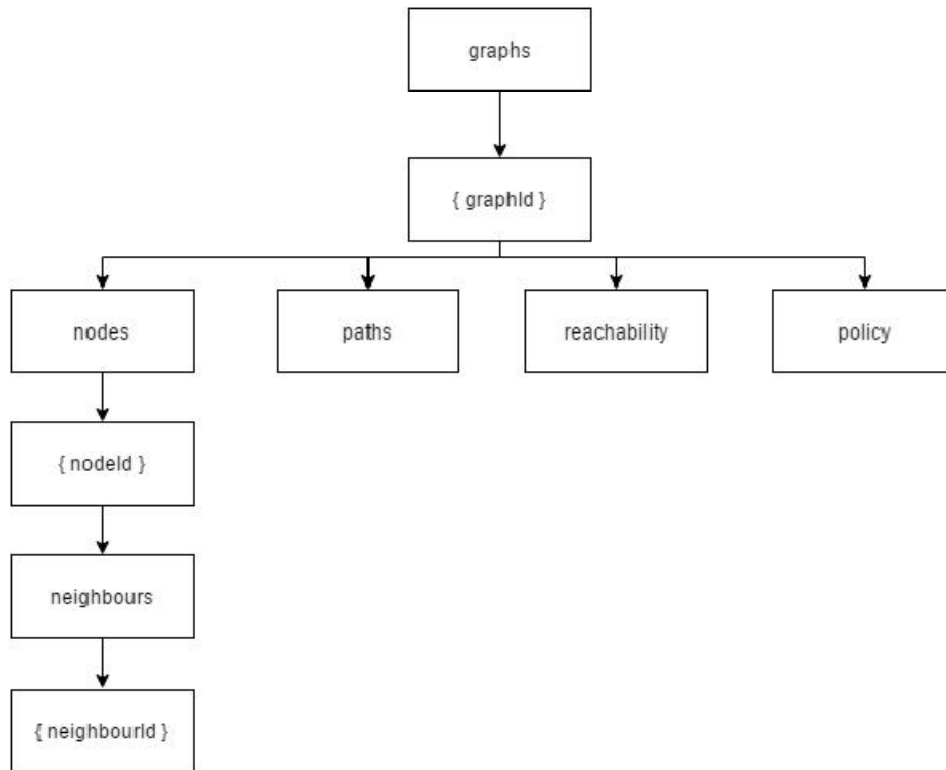 graphs
{ graphId }
nodes
paths
reachability
policy
{ nodeId }
neighbours
{ neighbourId }